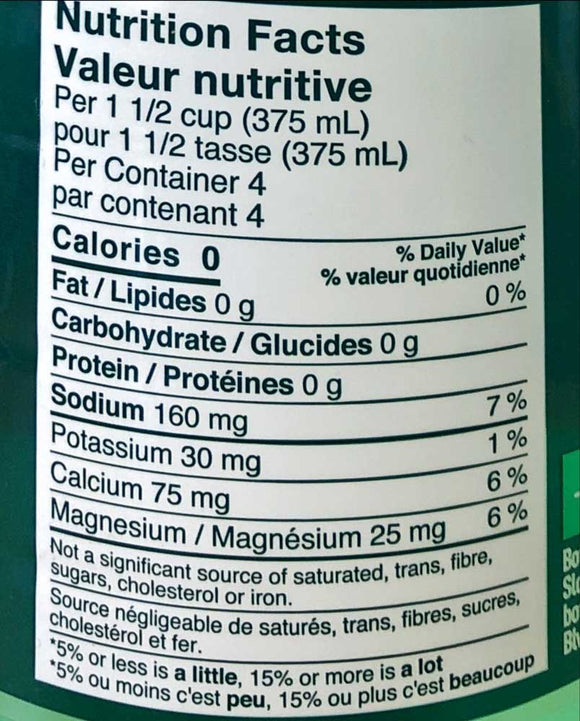 Nutrition Facts
Valeur nutritive
Per 1 1/2 cup (375 mL)
pour 1 1/2 tasse (375 mL)
Per Container 4
par contenant 4
Calories 0
% Daily Value*
% valeur quotidienne*
Fat / Lipides 0 g 0 %
Carbohydrate / Glucides 0 g
Protein / Protéines 0 g
Sodium 160 mg 7 %
Potassium 30 mg 1 %
Calcium 75 mg 6 %
Magnesium / Magnésium 25 mg 6 %
Not a significant source of saturated, trans, fibre,
sugars, cholesterol or iron.
Source négligeable de saturés, trans, fibres, sucres,
cholestérol et fer.
*5% or less is a little, 15% or more is a lot
*5% ou moins c'est peu, 15% ou plus c'est beaucoup